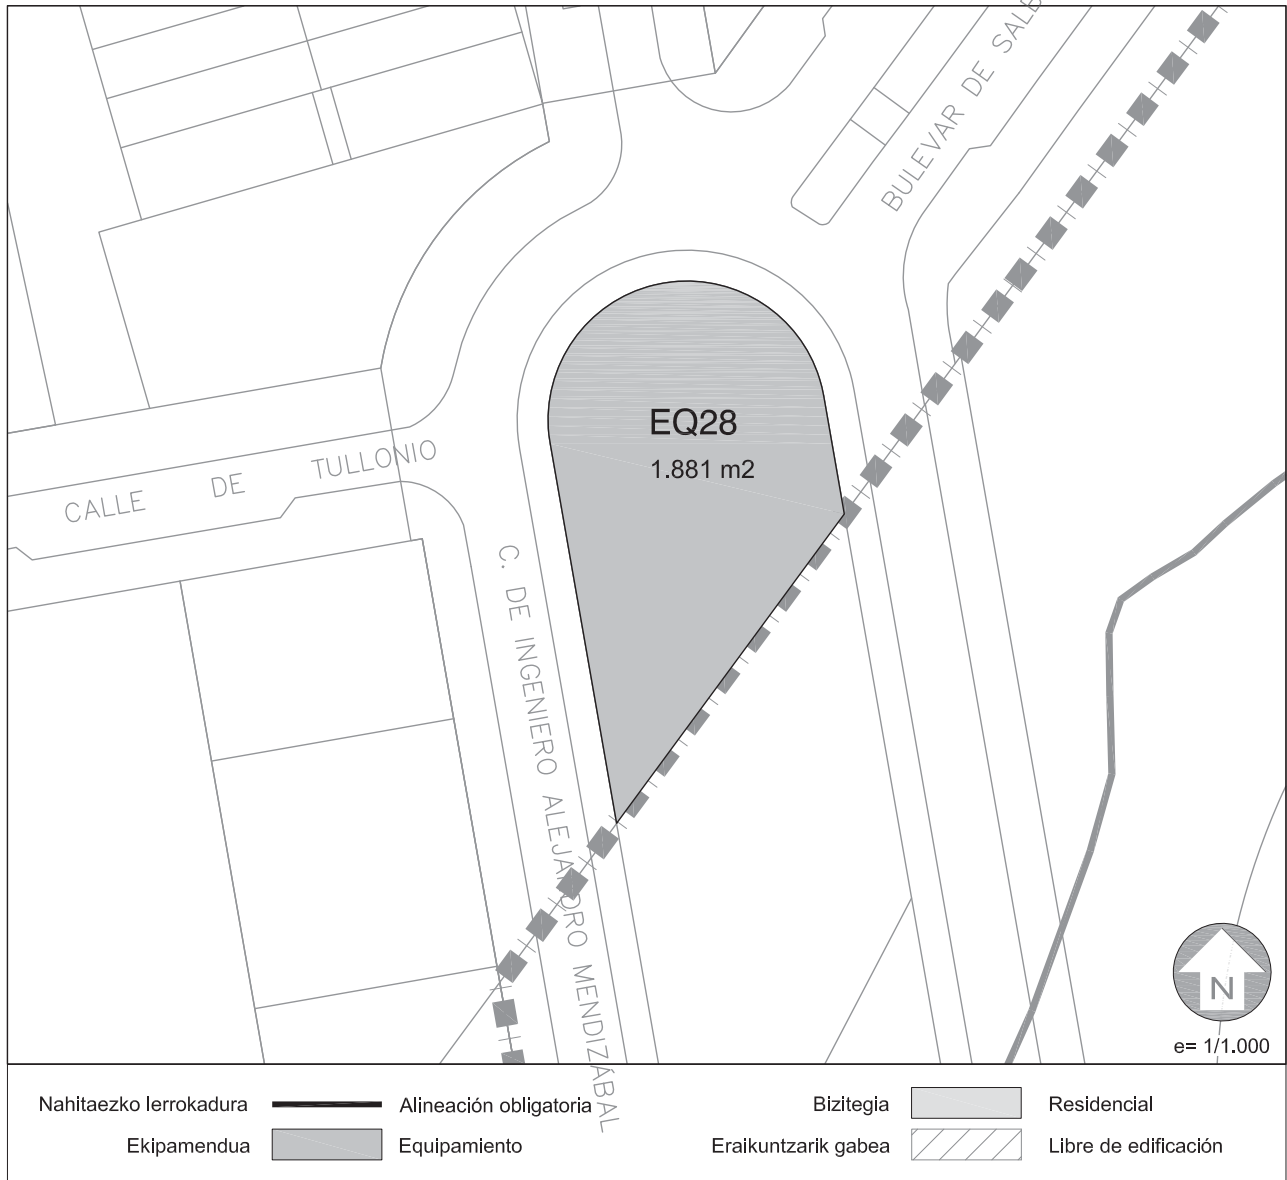 BULEVAR DE SALB
EQ28
1.881 m2
CALLE DE TULLONIO
C. DE INGENIERO ALEJANDRO MENDIZÁBAL
N
e= 1/1.000
Nahitaezko lerrokadura Alineación obligatoria
Bizitegia Residencial
Ekipamendua Equipamiento
Eraikuntzarik gabea Libre de edificación